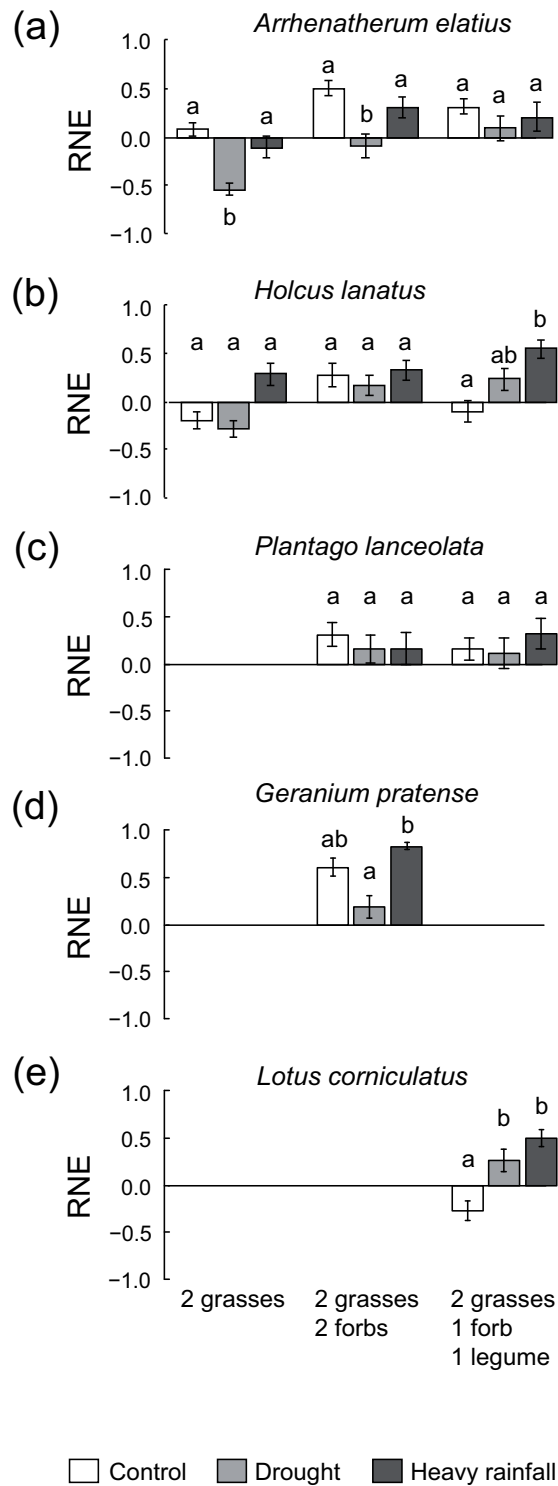 (a) Arrhenatherum elatius
1.0
0.5
0.0
−0.5
−1.0
RNE
a b a a b a a a a
(b) Holcus lanatus
1.0
0.5
0.0
−0.5
−1.0
RNE
a a a a a a a ab b
(c) Plantago lanceolata
1.0
0.5
0.0
−0.5
−1.0
RNE
a a a a a a
(d) Geranium pratense
1.0
0.5
0.0
−0.5
−1.0
RNE
ab a b
(e) Lotus corniculatus
1.0
0.5
0.0
−0.5
−1.0
RNE
a b b
2 grasses
2 grasses
2 forbs
2 grasses
1 forb
1 legume
Control Drought Heavy rainfall